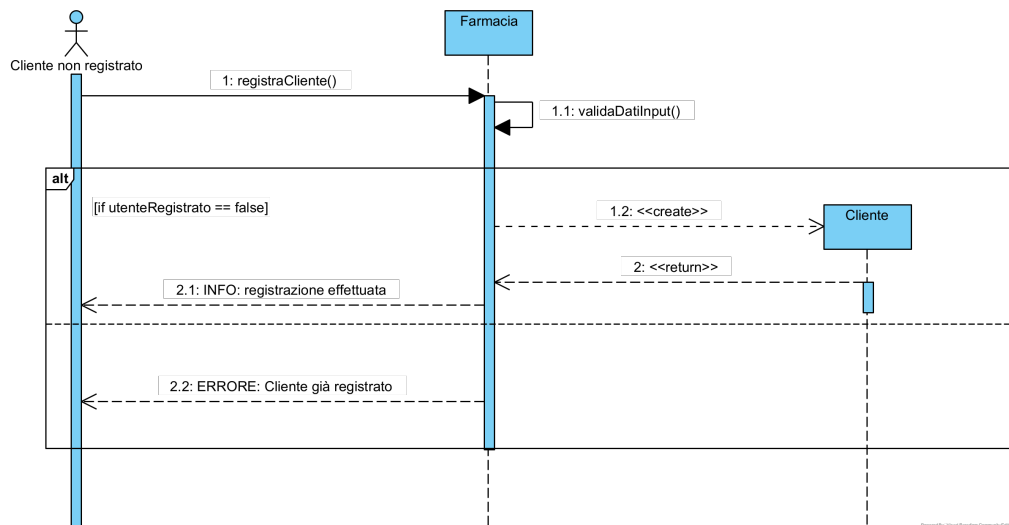 Farmacia
Cliente non registrato
1: registraCliente()
1.1: validaDatiInput()
alt
[if utenteRegistrato == false]
1.2: <<create>>
Cliente
2: <<return>>
2.1: INFO: registrazione effettuata
2.2: ERRORE: Cliente già registrato